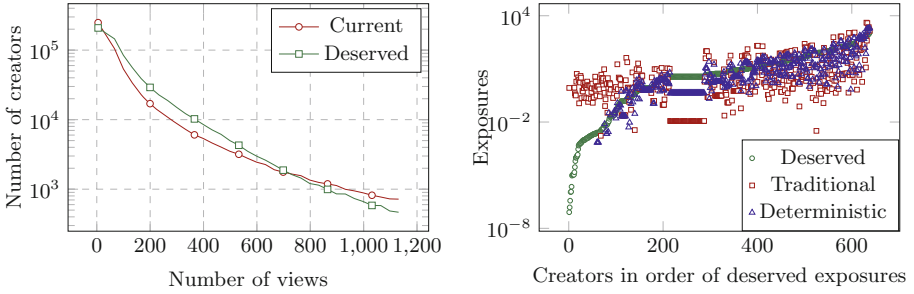 Number of creators
10^5
10^4
10^3
0 200 400 600 800 1,000 1,200
Number of views
Current
Deserved
Exposures
10^4
10^−2
10^−8
0 200 400 600
Creators in order of deserved exposures
Deserved
Traditional
Deterministic